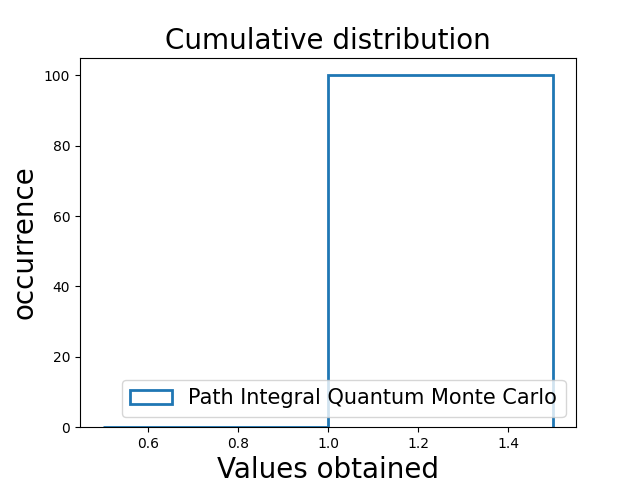 Cumulative distribution
100
80
60
40
20
0
occurrence
Path Integral Quantum Monte Carlo
0.6 0.8 1.0 1.2 1.4
Values obtained